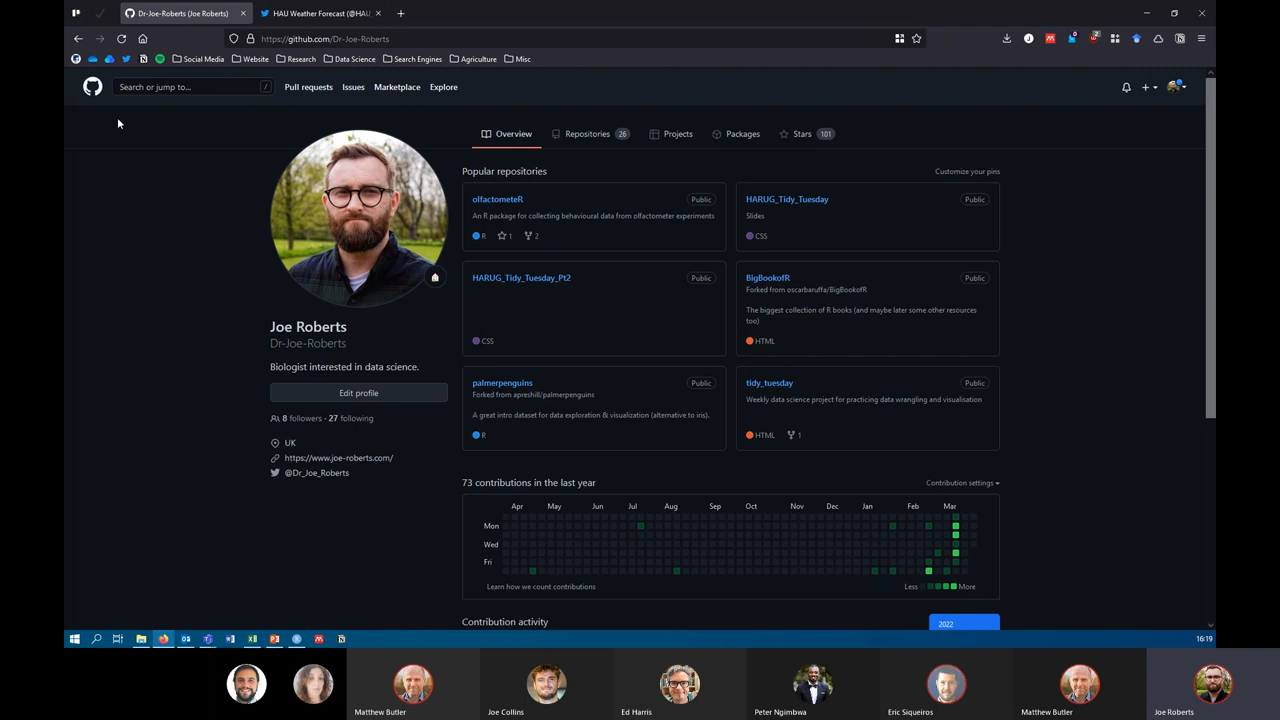 Dr-Joe-Roberts (Joe Roberts)
HAU Weather Forecast (@HAU_
https://github.com/Dr-Joe-Roberts
Social Media
Website
Research
Data Science
Search Engines
Agriculture
Misc
Search or jump to...
/
Pull requests
Issues
Marketplace
Explore
Overview
Repositories 26
Projects
Packages
Stars 101
Popular repositories
Customize your pins
olfactometeR
Public
An R package for collecting behavioural data from olfactometer experiments
R 1 2
HARUG_Tidy_Tuesday
Public
Slides
CSS
HARUG_Tidy_Tuesday_Pt2
Public
CSS
BigBookofR
Public
Forked from oscarbaruffa/BigBookofR
The biggest collection of R books (and maybe later some other resources
too)
HTML
palmerpenguins
Public
Forked from apreshill/palmerpenguins
A great intro dataset for data exploration & visualization (alternative to iris).
R
tidy_tuesday
Public
Weekly data science project for practicing data wrangling and visualisation
HTML 1
Joe Roberts
Dr-Joe-Roberts
Biologist interested in data science.
Edit profile
8 followers · 27 following
UK
https://www.joe-roberts.com/
@Dr_Joe_Roberts
73 contributions in the last year
Contribution settings
Apr May Jun Jul Aug Sep Oct Nov Dec Jan Feb Mar
Mon
Wed
Fri
Learn how we count contributions
Less More
Contribution activity
2022
16:19
Matthew Butler
Joe Collins
Ed Harris
Peter Ngimbwa
Eric Siqueiros
Matthew Butler
Joe Roberts